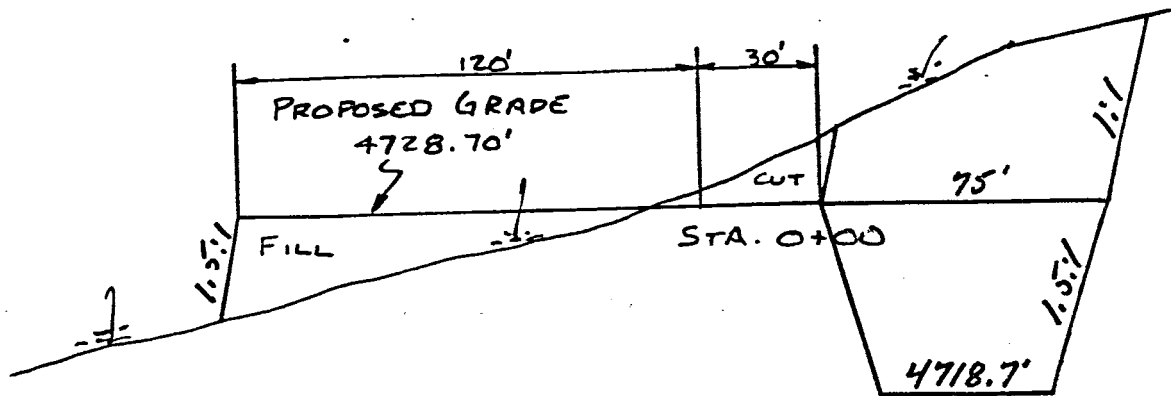 120'
30'
PROPOSED GRADE
4728.70'
1:1
CUT
75'
FILL
STA. 0+00
1.5:1
1.5:1
4718.7'